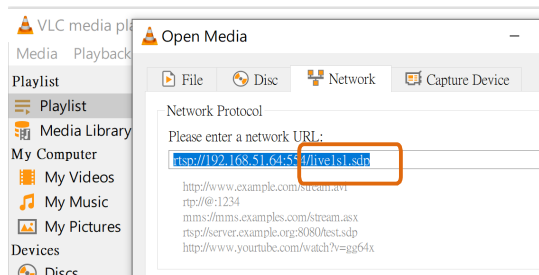 VLC media pla
Media Playback
Playlist
Playlist
Media Library
My Computer
My Videos
My Music
My Pictures
Devices
Discs
Open Media
File Disc Network Capture Device
Network Protocol
Please enter a network URL:
rtsp://192.168.51.64:554/live1s1.sdp
http://www.example.com/stream.avi
rtp://@:1234
mms://mms.examples.com/stream.asx
rtsp://server.example.org:8080/test.sdp
http://www.yourtube.com/watch?v=gg64x